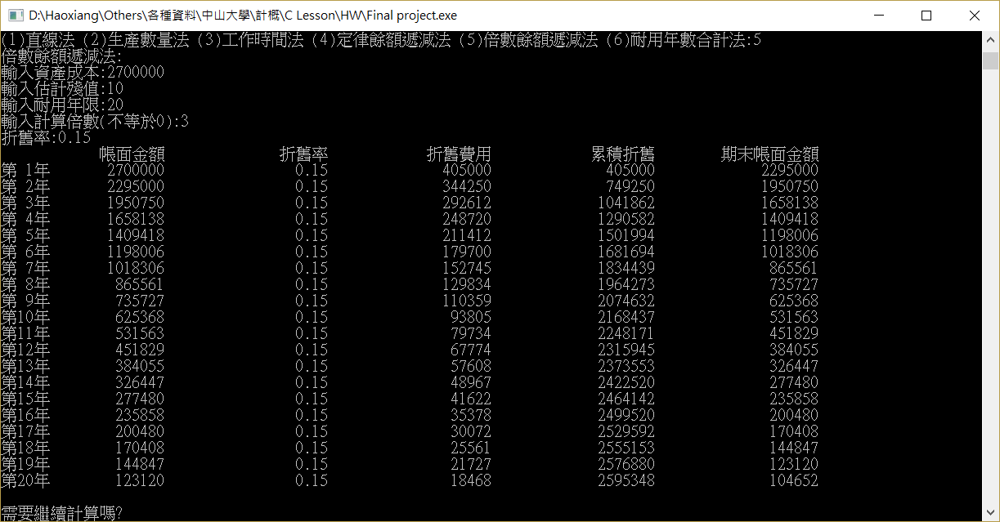 D:\Haoxiang\Others\各種資料\中山大學\計概\C Lesson\HW\Final project.exe
(1)直線法 (2)生產數量法 (3)工作時間法 (4)定律餘額遞減法 (5)倍數餘額遞減法 (6)耐用年數合計法:5
倍數餘額遞減法:
輸入資產成本:2700000
輸入估計殘值:10
輸入耐用年限:20
輸入計算倍數(不等於0):3
折舊率:0.15
帳面金額 折舊率 折舊費用 累積折舊 期末帳面金額
第 1年 2700000 0.15 405000 405000 2295000
第 2年 2295000 0.15 344250 749250 1950750
第 3年 1950750 0.15 292612 1041862 1658138
第 4年 1658138 0.15 248720 1290582 1409418
第 5年 1409418 0.15 211412 1501994 1198006
第 6年 1198006 0.15 179700 1681694 1018306
第 7年 1018306 0.15 152745 1834439 865561
第 8年 865561 0.15 129834 1964273 735727
第 9年 735727 0.15 110359 2074632 625368
第10年 625368 0.15 93805 2168437 531563
第11年 531563 0.15 79734 2248171 451829
第12年 451829 0.15 67774 2315945 384055
第13年 384055 0.15 57608 2373553 326447
第14年 326447 0.15 48967 2422520 277480
第15年 277480 0.15 41622 2464142 235858
第16年 235858 0.15 35378 2499520 200480
第17年 200480 0.15 30072 2529592 170408
第18年 170408 0.15 25561 2555153 144847
第19年 144847 0.15 21727 2576880 123120
第20年 123120 0.15 18468 2595348 104652
需要繼續計算嗎?